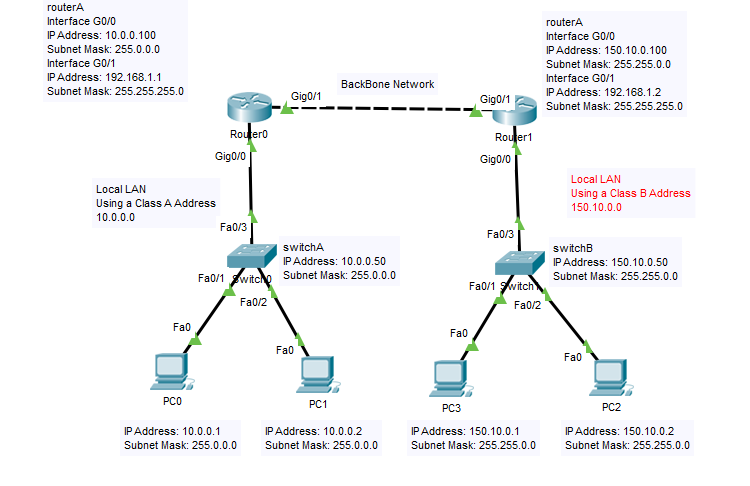 routerA
Interface G0/0
IP Address: 10.0.0.100
Subnet Mask: 255.0.0.0
Interface G0/1
IP Address: 192.168.1.1
Subnet Mask: 255.255.255.0
routerA
Interface G0/0
IP Address: 150.10.0.100
Subnet Mask: 255.255.0.0
Interface G0/1
IP Address: 192.168.1.2
Subnet Mask: 255.255.255.0
BackBone Network
Gig0/1
Gig0/1
Router0
Router1
Gig0/0
Gig0/0
Local LAN
Using a Class A Address
10.0.0.0
Local LAN
Using a Class B Address
150.10.0.0
Fa0/3
Fa0/3
switchA
IP Address: 10.0.0.50
Subnet Mask: 255.0.0.0
switchB
IP Address: 150.10.0.50
Subnet Mask: 255.255.0.0
Fa0/1
Switch0
Fa0/2
Fa0/1
Fa0/2
Fa0
Fa0
Fa0
Fa0
PC0
PC1
PC3
PC2
IP Address: 10.0.0.1
Subnet Mask: 255.0.0.0
IP Address: 10.0.0.2
Subnet Mask: 255.0.0.0
IP Address: 150.10.0.1
Subnet Mask: 255.255.0.0
IP Address: 150.10.0.2
Subnet Mask: 255.255.0.0